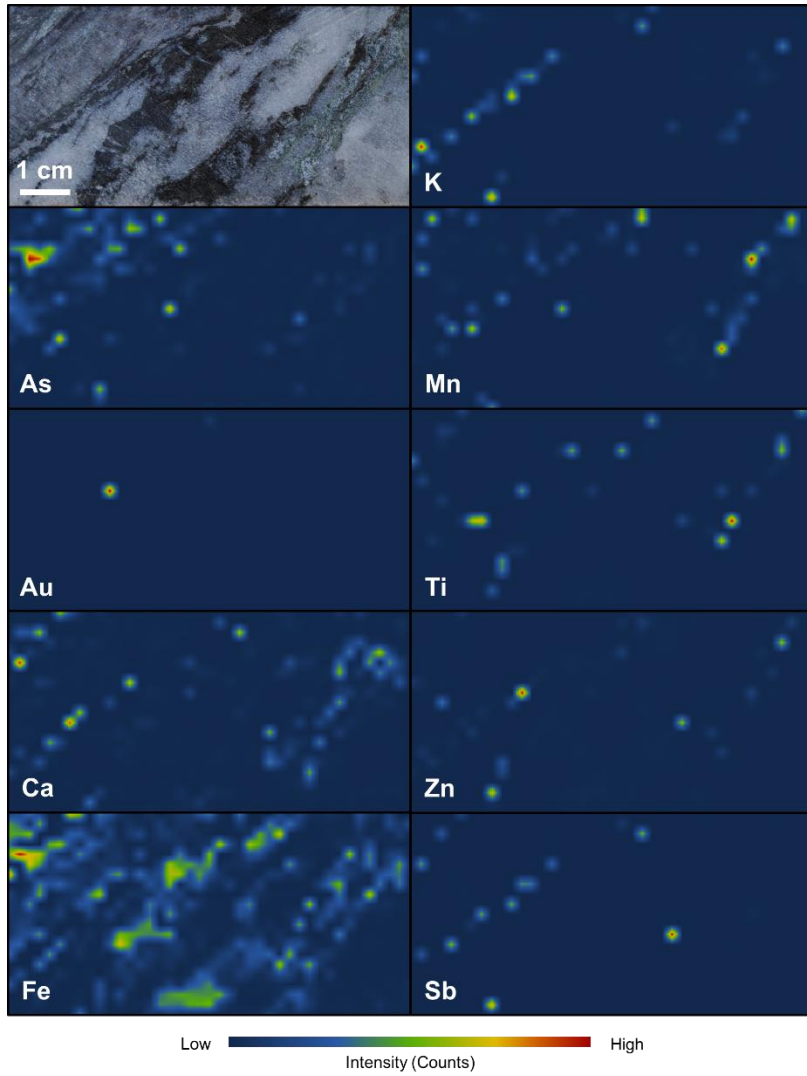 1 cm
K
As
Mn
Au
Ti
Ca
Zn
Fe
Sb
Low High
Intensity (Counts)